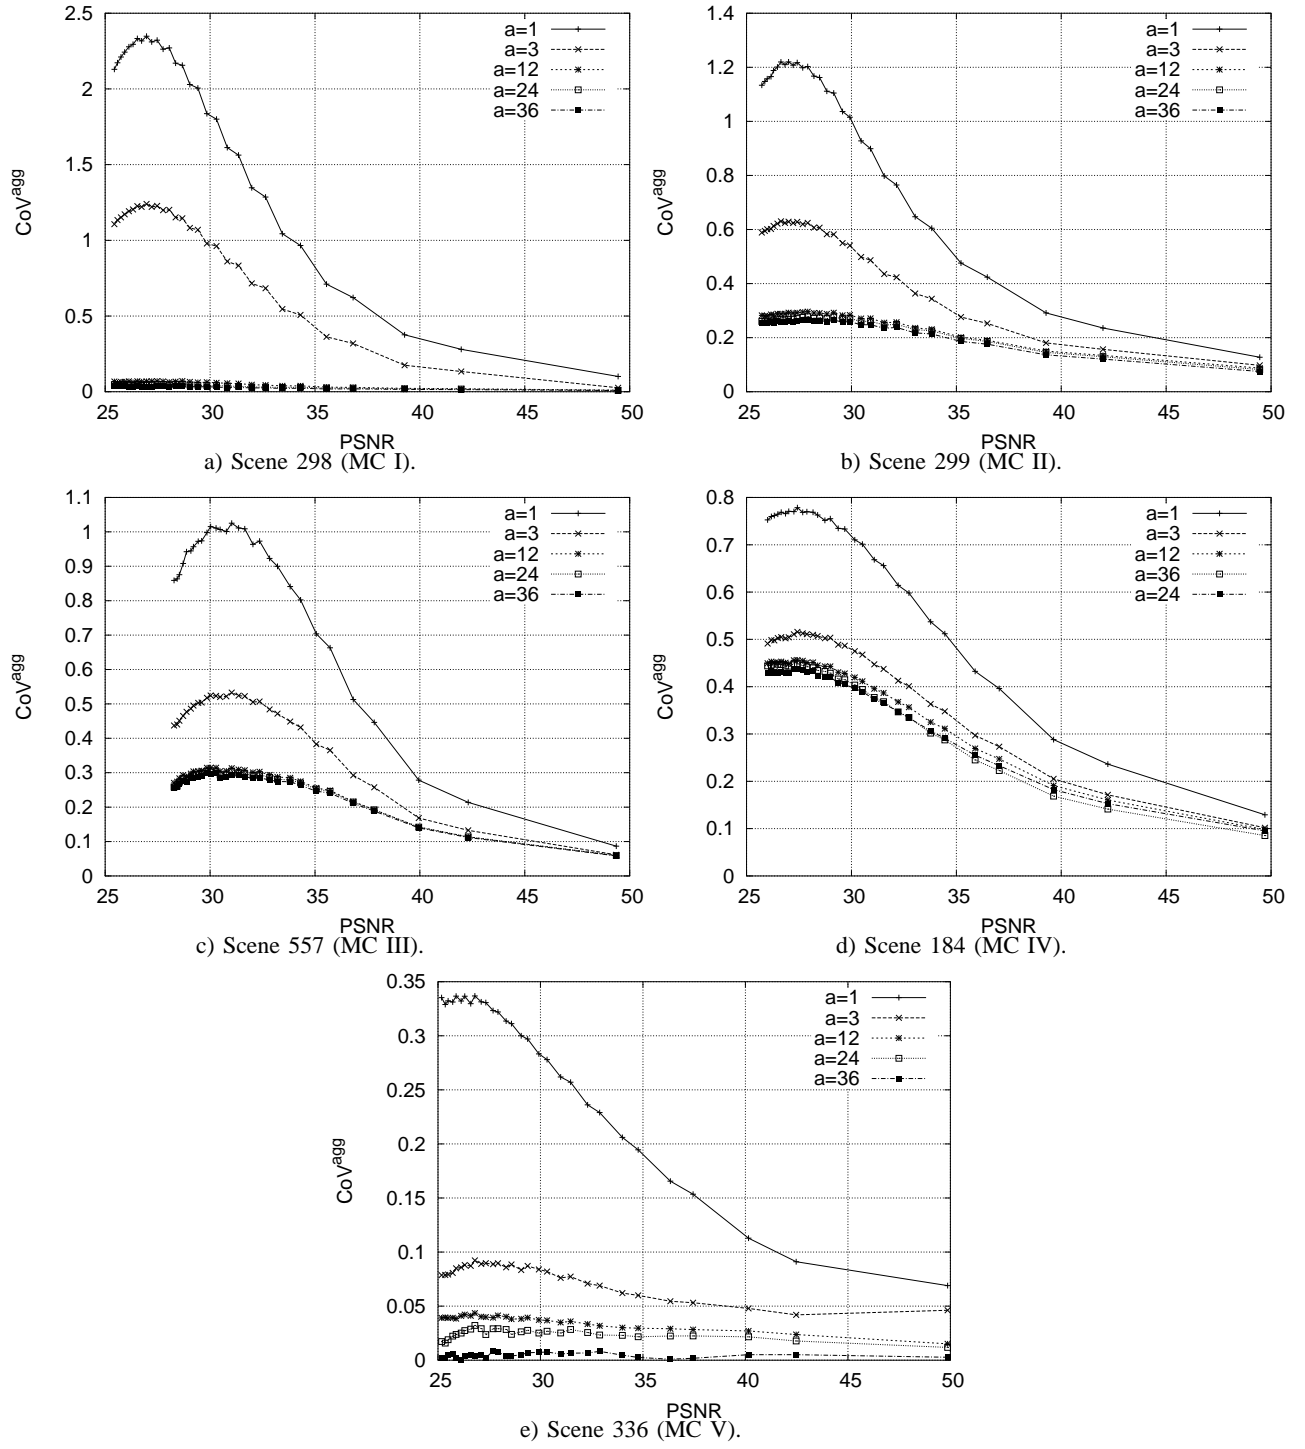 2.5
2
1.5
1
0.5
0
CoV^agg
a=1
a=3
a=12
a=24
a=36
25 30 35 40 45 50
PSNR
a) Scene 298 (MC I).
1.4
1.2
1
0.8
0.6
0.4
0.2
0
CoV^agg
a=1
a=3
a=12
a=24
a=36
25 30 35 40 45 50
PSNR
b) Scene 299 (MC II).
1.1
1
0.9
0.8
0.7
0.6
0.5
0.4
0.3
0.2
0.1
0
CoV^agg
a=1
a=3
a=12
a=24
a=36
25 30 35 40 45 50
PSNR
c) Scene 557 (MC III).
0.8
0.7
0.6
0.5
0.4
0.3
0.2
0.1
0
CoV^agg
a=1
a=3
a=12
a=36
a=24
25 30 35 40 45 50
PSNR
d) Scene 184 (MC IV).
0.35
0.3
0.25
0.2
0.15
0.1
0.05
0
CoV^agg
a=1
a=3
a=12
a=24
a=36
25 30 35 40 45 50
PSNR
e) Scene 336 (MC V).